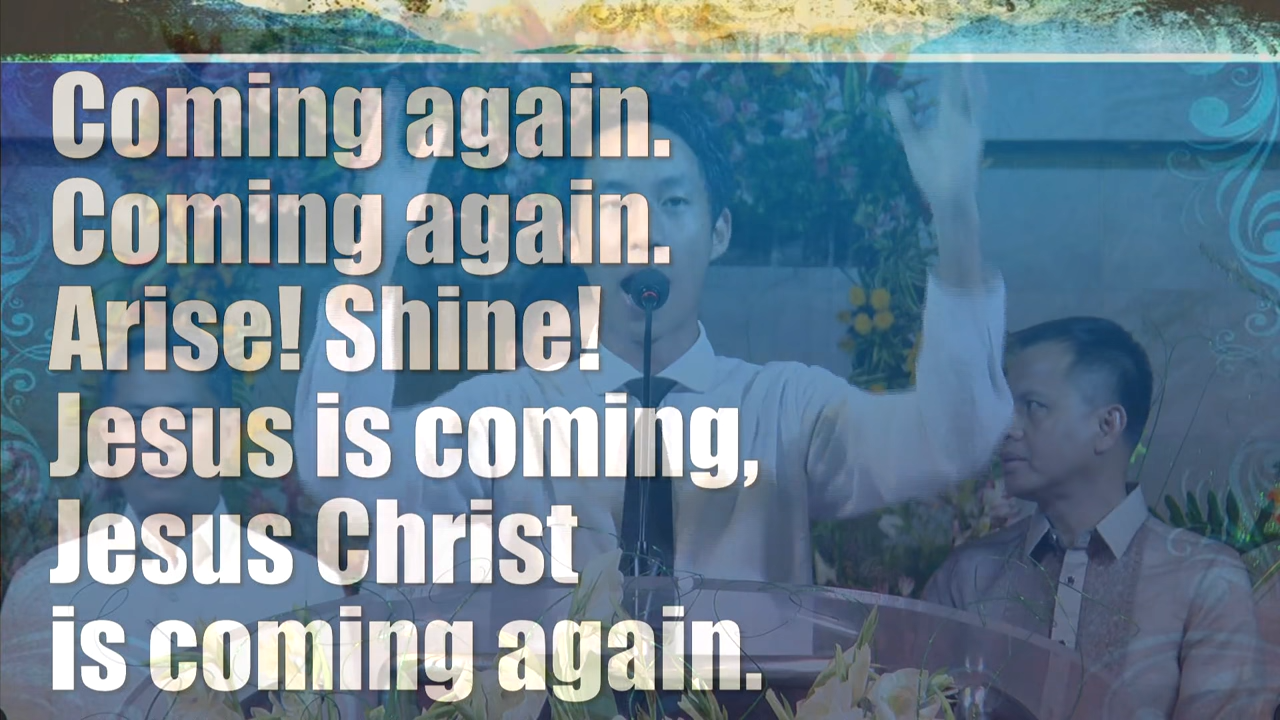 Coming again.
Coming again.
Arise! Shine!
Jesus is coming,
Jesus Christ
is coming again.